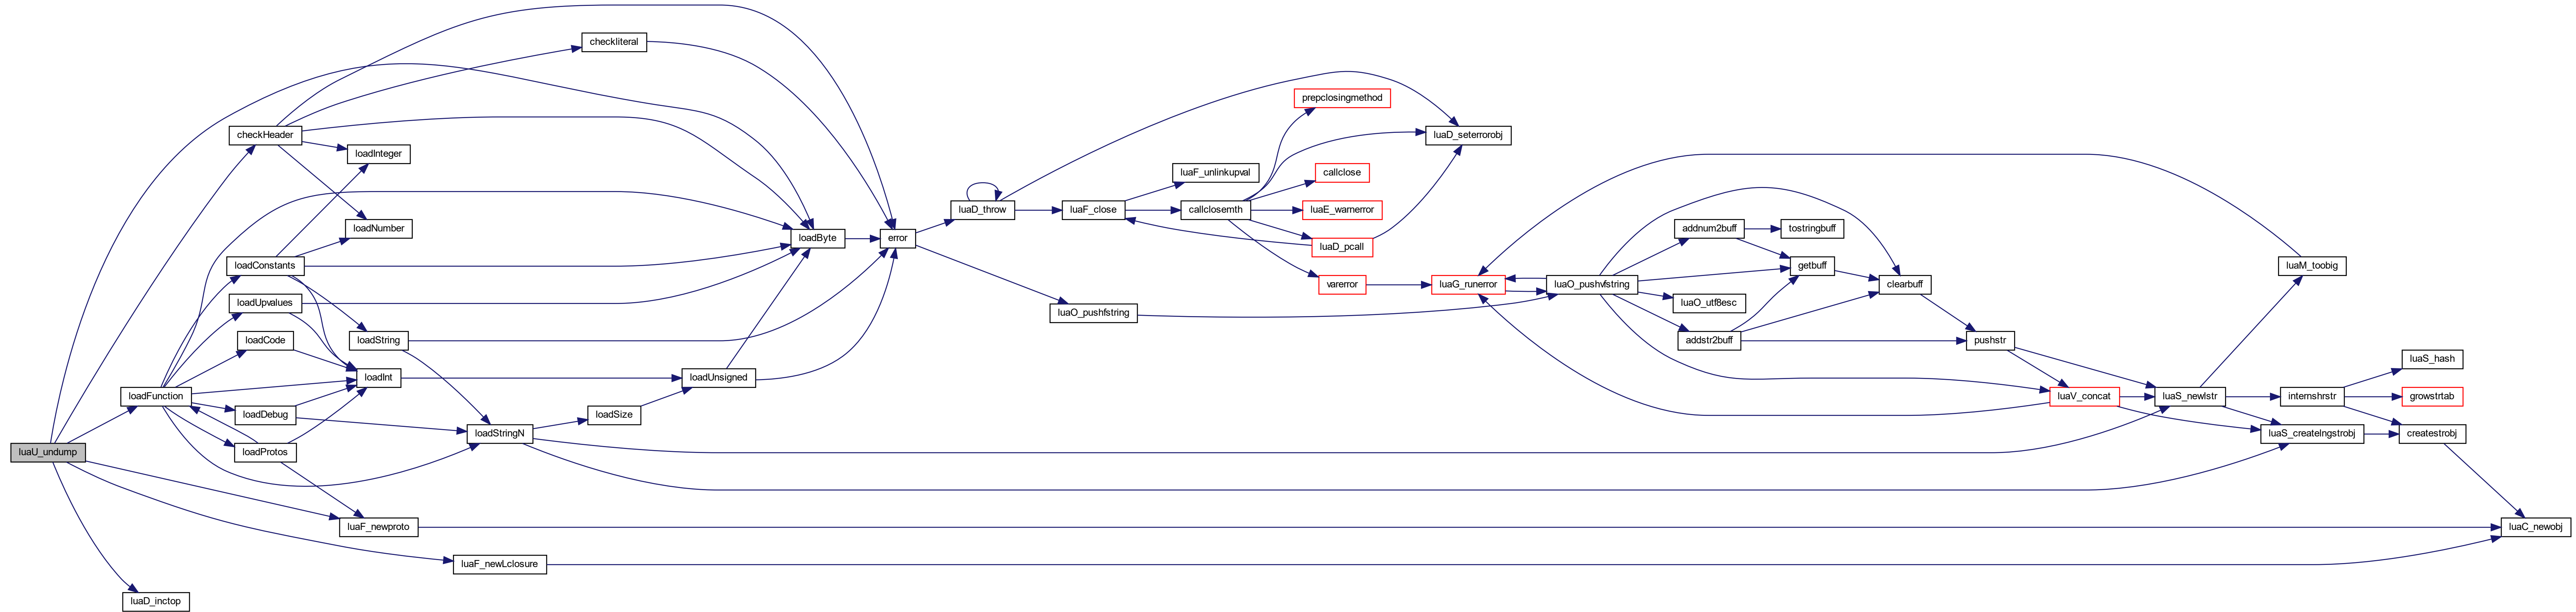 luaU_undump
loadFunction
luaD_inctop
checkHeader
loadConstants
loadUpvalues
loadCode
loadDebug
loadProtos
loadInteger
loadNumber
loadString
loadInt
luaF_newproto
loadStringN
luaF_newLclosure
checkliteral
loadSize
loadUnsigned
loadByte
error
luaD_throw
luaO_pushfstring
luaF_close
luaF_unlinkupval
callclosemth
prepclosingmethod
callclose
luaE_warnerror
luaD_pcall
varerror
luaD_seterrorobj
luaG_runerror
luaO_pushvfstring
addnum2buff
luaO_utf8esc
addstr2buff
tostringbuff
getbuff
clearbuff
pushstr
luaV_concat
luaS_newlstr
luaM_toobig
internshrstr
luaS_createlngstrobj
luaS_hash
growstrtab
createstrobj
luaC_newobj